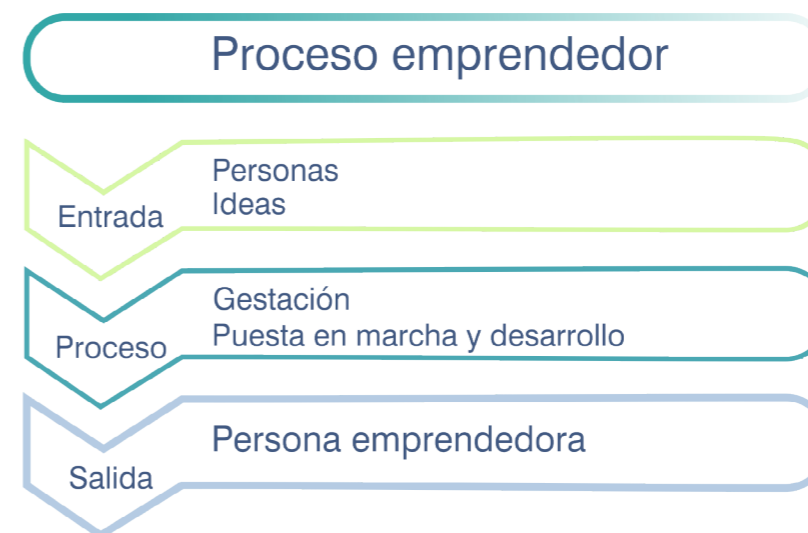 Proceso emprendedor
Entrada
Personas
Ideas
Proceso
Gestación
Puesta en marcha y desarrollo
Salida
Persona emprendedora